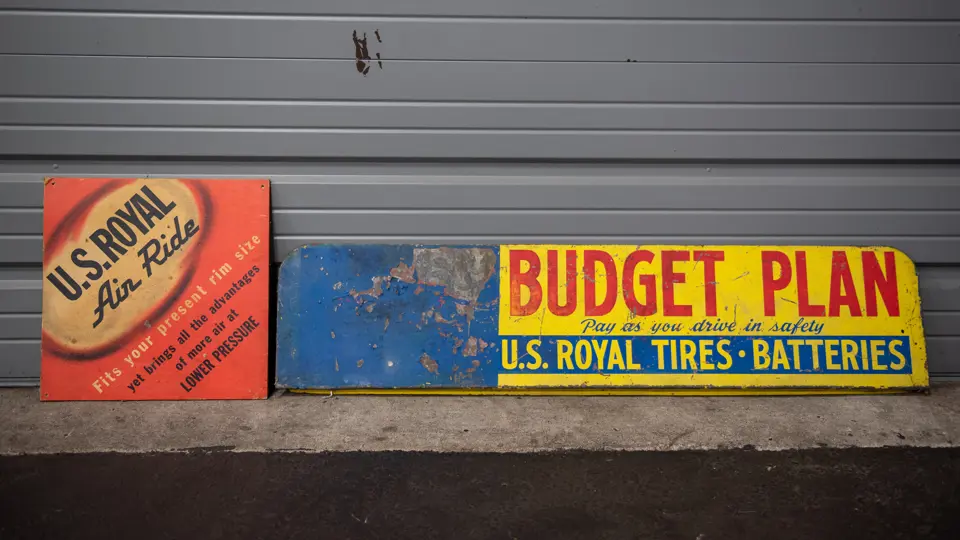 U.S. ROYAL
Air Ride
Fits your present rim size
yet brings all the advantages
of more air at
LOWER PRESSURE
BUDGET PLAN
Pay as you drive in safety
U.S. ROYAL TIRES · BATTERIES